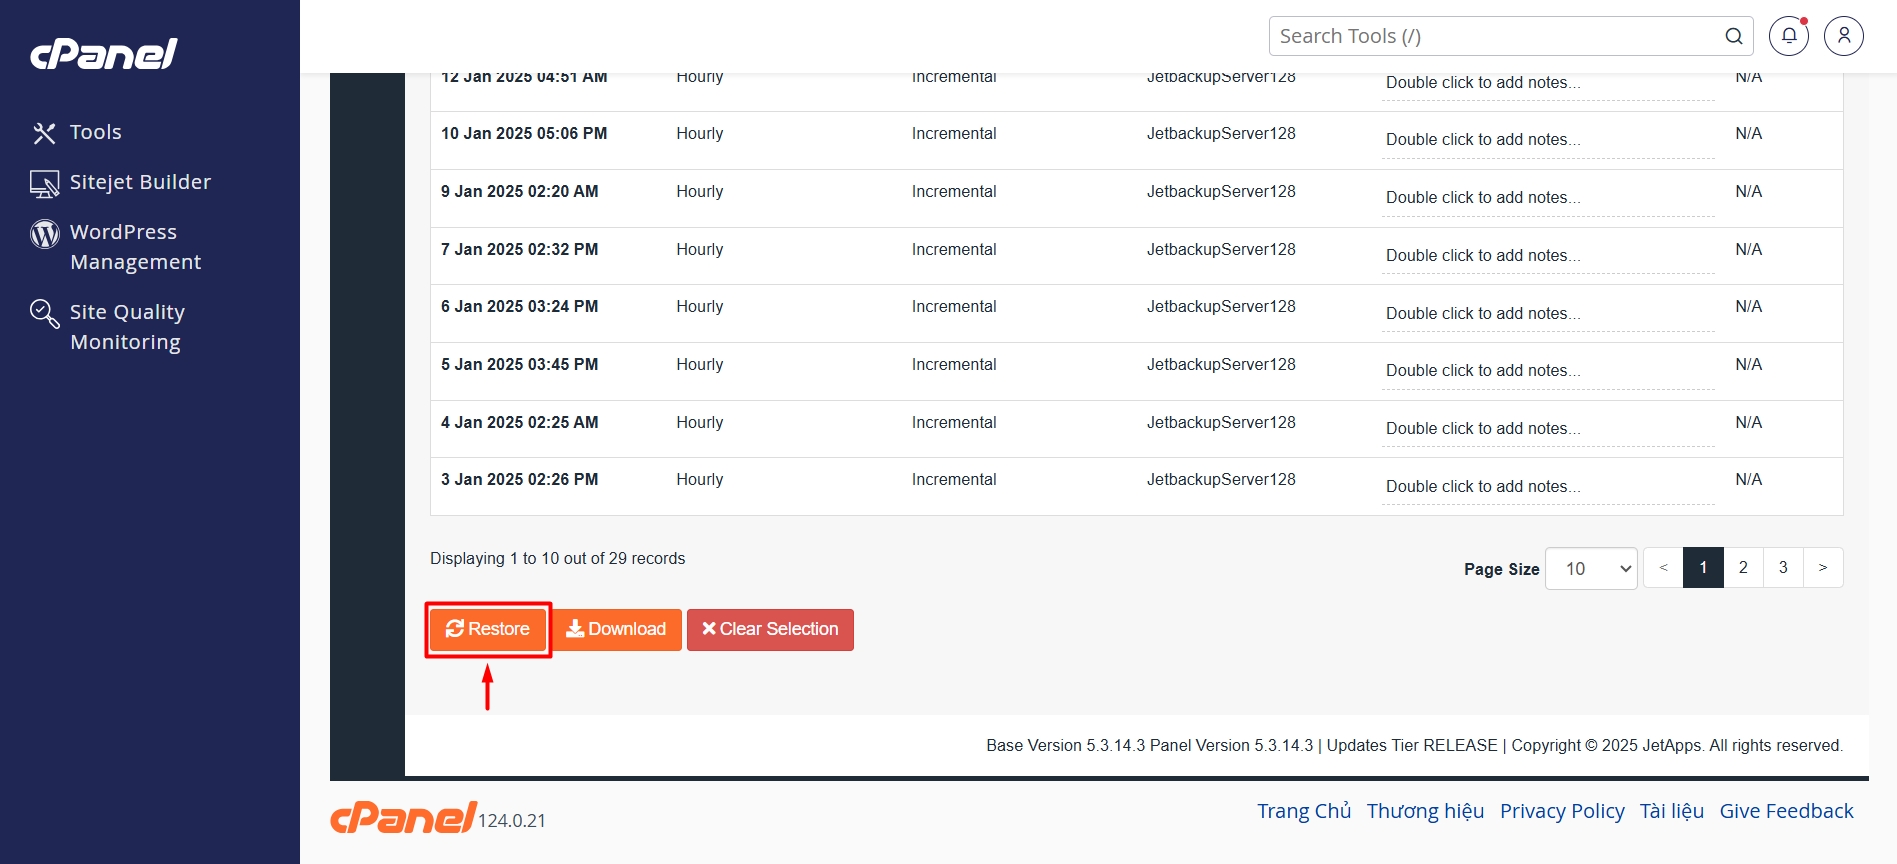 cPanel
Search Tools (/)
Tools
Sitejet Builder
WordPress
Management
Site Quality
Monitoring
12 Jan 2025 04:51 AM Hourly Incremental JetbackupServer128 Double click to add notes... N/A
10 Jan 2025 05:06 PM Hourly Incremental JetbackupServer128 Double click to add notes... N/A
9 Jan 2025 02:20 AM Hourly Incremental JetbackupServer128 Double click to add notes... N/A
7 Jan 2025 02:32 PM Hourly Incremental JetbackupServer128 Double click to add notes... N/A
6 Jan 2025 03:24 PM Hourly Incremental JetbackupServer128 Double click to add notes... N/A
5 Jan 2025 03:45 PM Hourly Incremental JetbackupServer128 Double click to add notes... N/A
4 Jan 2025 02:25 AM Hourly Incremental JetbackupServer128 Double click to add notes... N/A
3 Jan 2025 02:26 PM Hourly Incremental JetbackupServer128 Double click to add notes... N/A
Displaying 1 to 10 out of 29 records
Page Size 10 < 1 2 3 >
Restore Download Clear Selection
Base Version 5.3.14.3 Panel Version 5.3.14.3 | Updates Tier RELEASE | Copyright © 2025 JetApps. All rights reserved.
cPanel 124.0.21
Trang Chủ Thương hiệu Privacy Policy Tài liệu Give Feedback